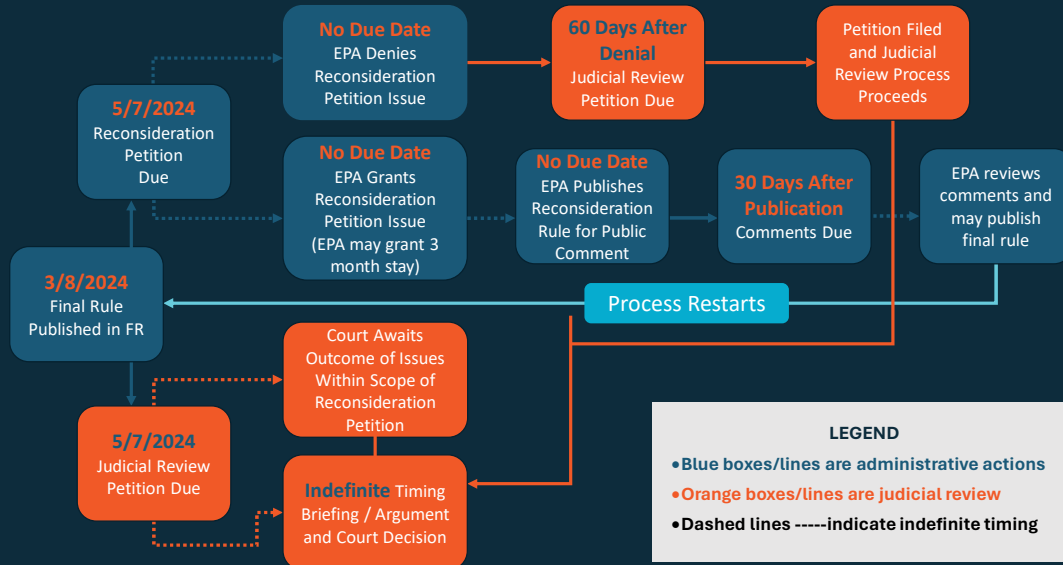 No Due Date
EPA Denies
Reconsideration
Petition Issue
60 Days After
Denial
Judicial Review
Petition Due
Petition Filed
and Judicial
Review Process
Proceeds
5/7/2024
Reconsideration
Petition
Due
No Due Date
EPA Grants
Reconsideration
Petition Issue
(EPA may grant 3
month stay)
No Due Date
EPA Publishes
Reconsideration
Rule for Public
Comment
30 Days After
Publication
Comments Due
EPA reviews
comments and
may publish
final rule
3/8/2024
Final Rule
Published in FR
Process Restarts
Court Awaits
Outcome of Issues
Within Scope of
Reconsideration
Petition
5/7/2024
Judicial Review
Petition Due
Indefinite Timing
Briefing / Argument
and Court Decision
LEGEND
•Blue boxes/lines are administrative actions
•Orange boxes/lines are judicial review
•Dashed lines -----indicate indefinite timing